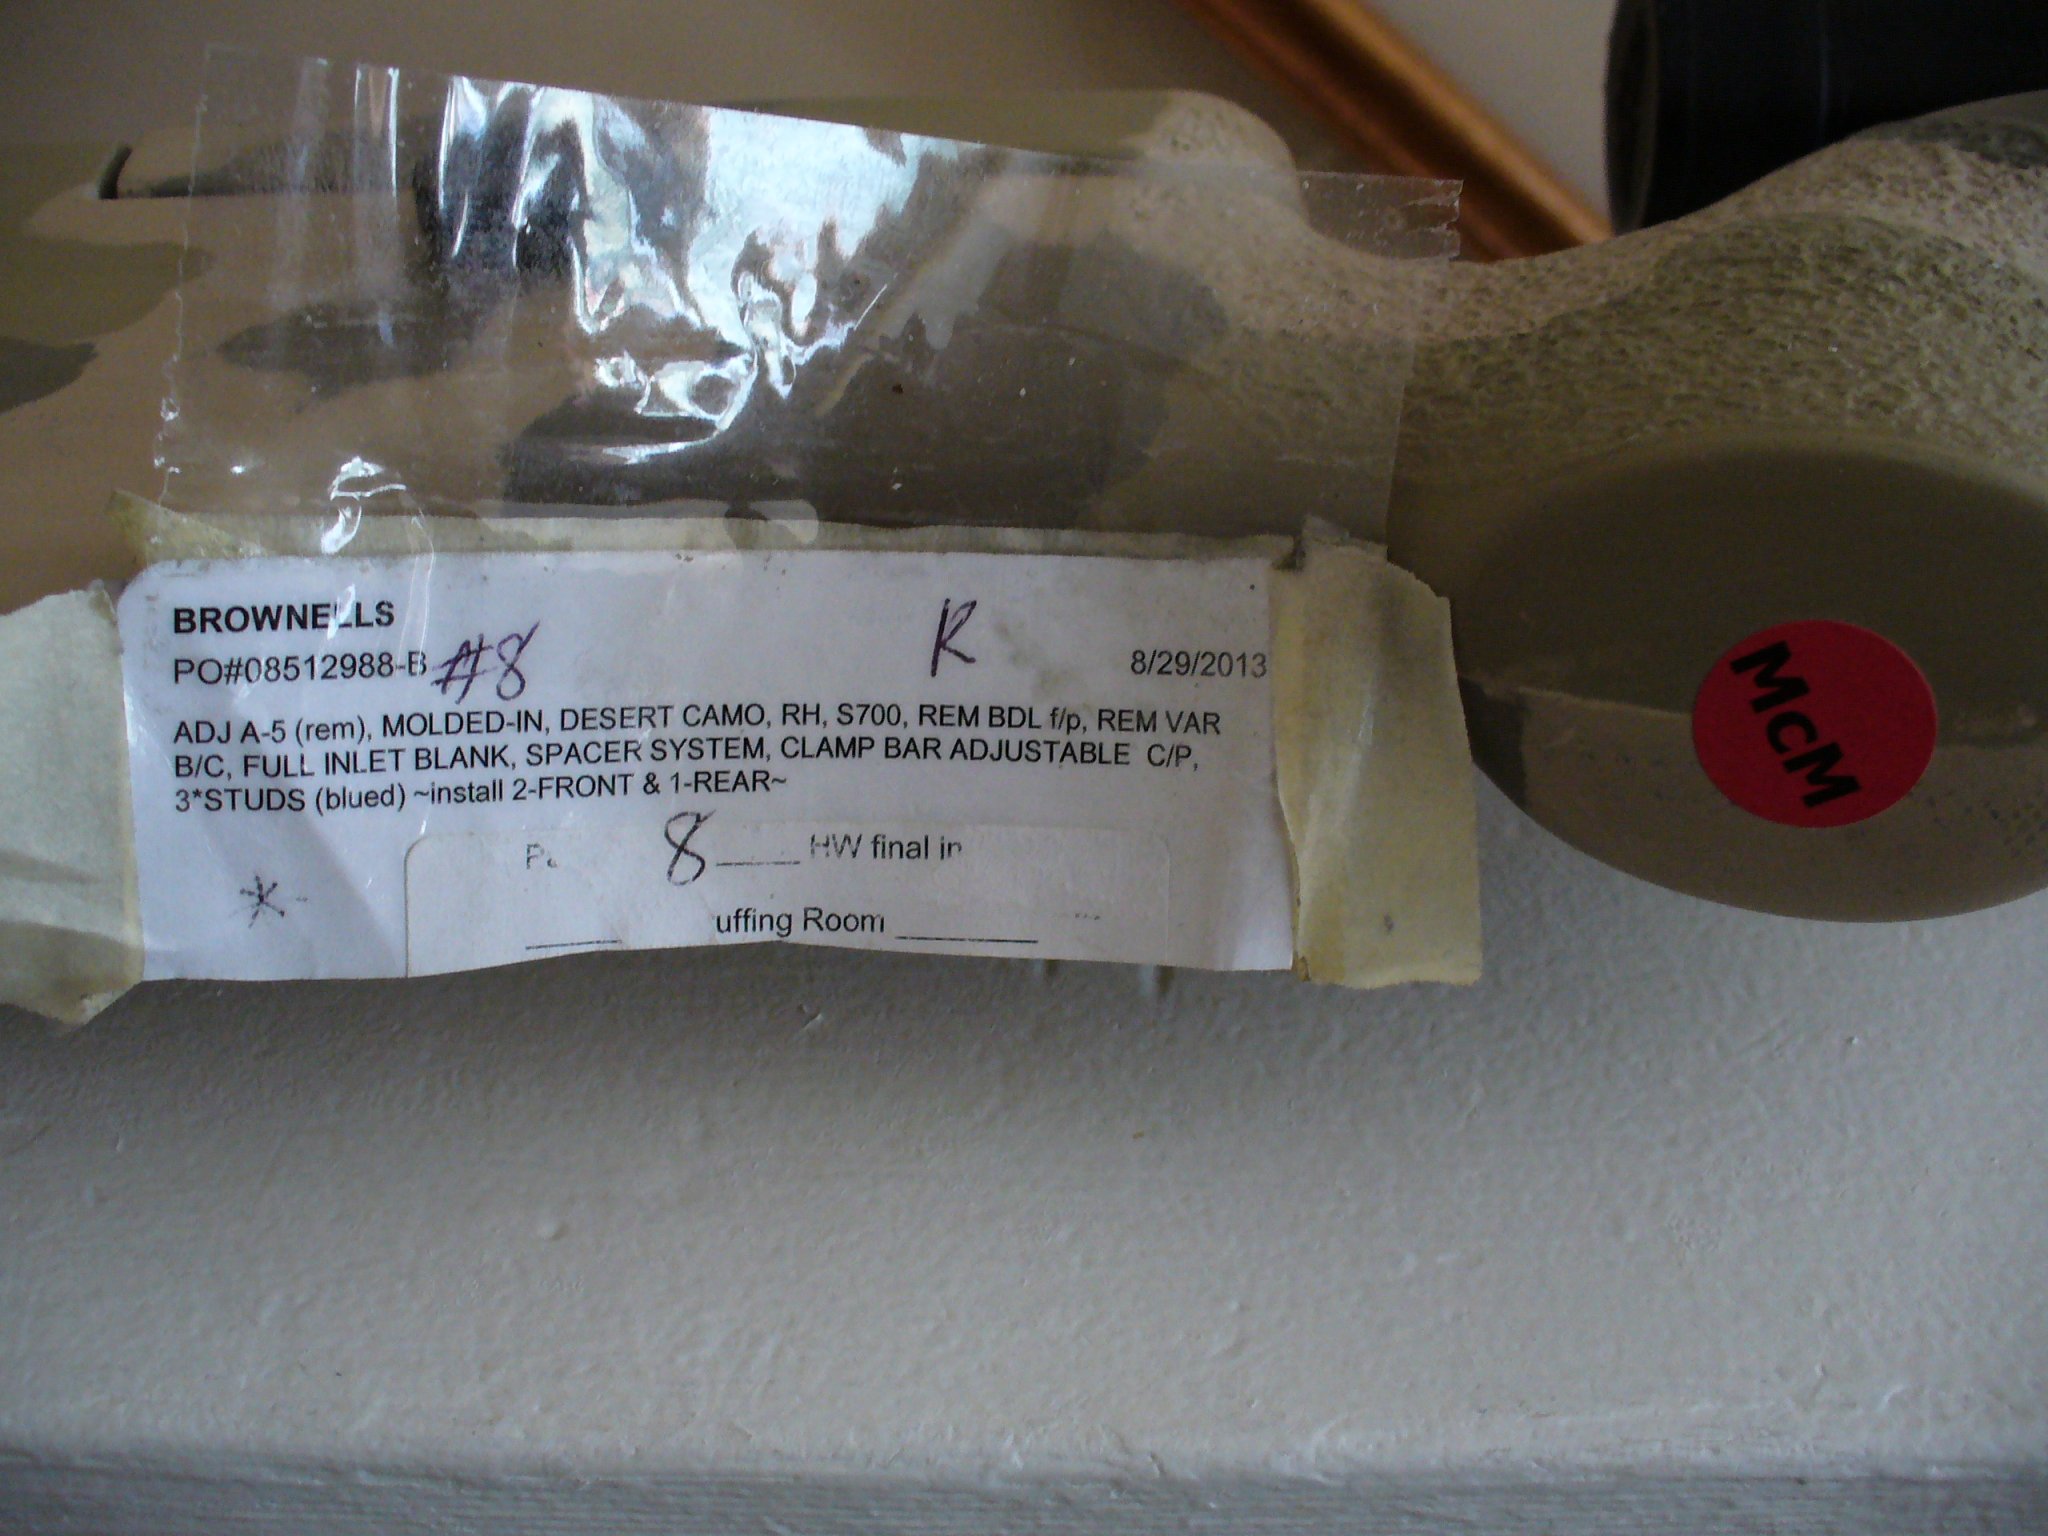 BROWNELLS
PO#08512988-B #8 R 8/29/2013
ADJ A-5 (rem), MOLDED-IN, DESERT CAMO, RH, S700, REM BDL f/p, REM VAR
B/C, FULL INLET BLANK, SPACER SYSTEM, CLAMP BAR ADJUSTABLE C/P,
3*STUDS (blued) ~install 2-FRONT & 1-REAR~
8 HW final in
* uffing Room
McM